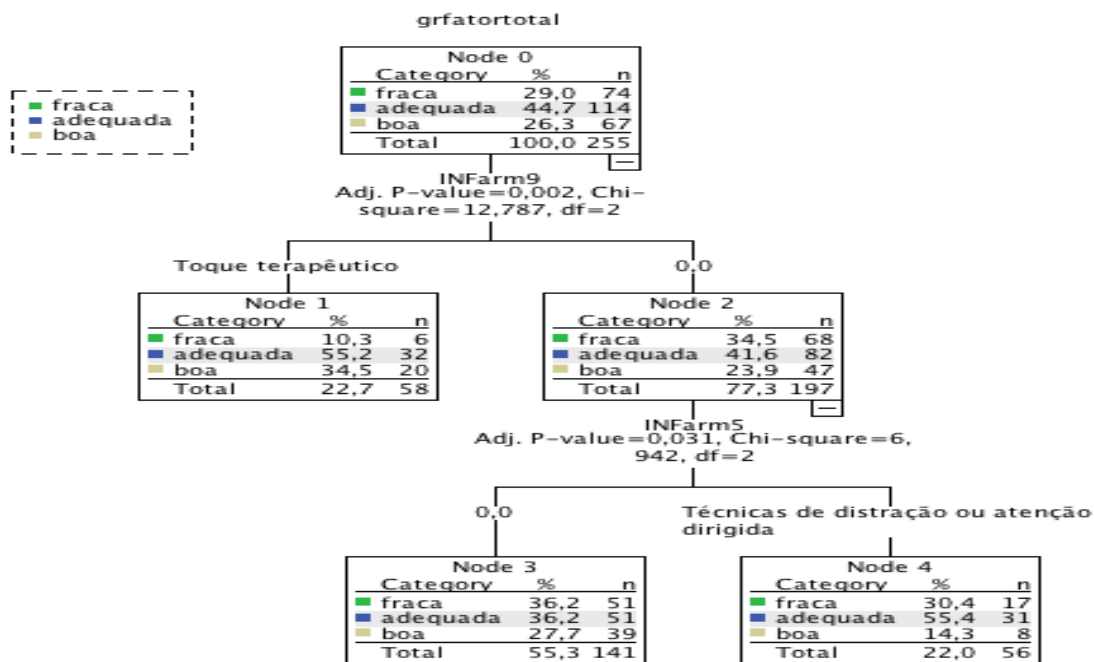 grfatortotal
fraca
adequada
boa
Node 0
Category % n
fraca 29,0 74
adequada 44,7 114
boa 26,3 67
Total 100,0 255
INFarm9
Adj. P-value=0,002, Chi-
square=12,787, df=2
Toque terapêutico
0,0
Node 1
Category % n
fraca 10,3 6
adequada 55,2 32
boa 34,5 20
Total 22,7 58
Node 2
Category % n
fraca 34,5 68
adequada 41,6 82
boa 23,9 47
Total 77,3 197
INFarm5
Adj. P-value=0,031, Chi-square=6,
942, df=2
0,0
Técnicas de distração ou atenção
dirigida
Node 3
Category % n
fraca 36,2 51
adequada 36,2 51
boa 27,7 39
Total 55,3 141
Node 4
Category % n
fraca 30,4 17
adequada 55,4 31
boa 14,3 8
Total 22,0 56